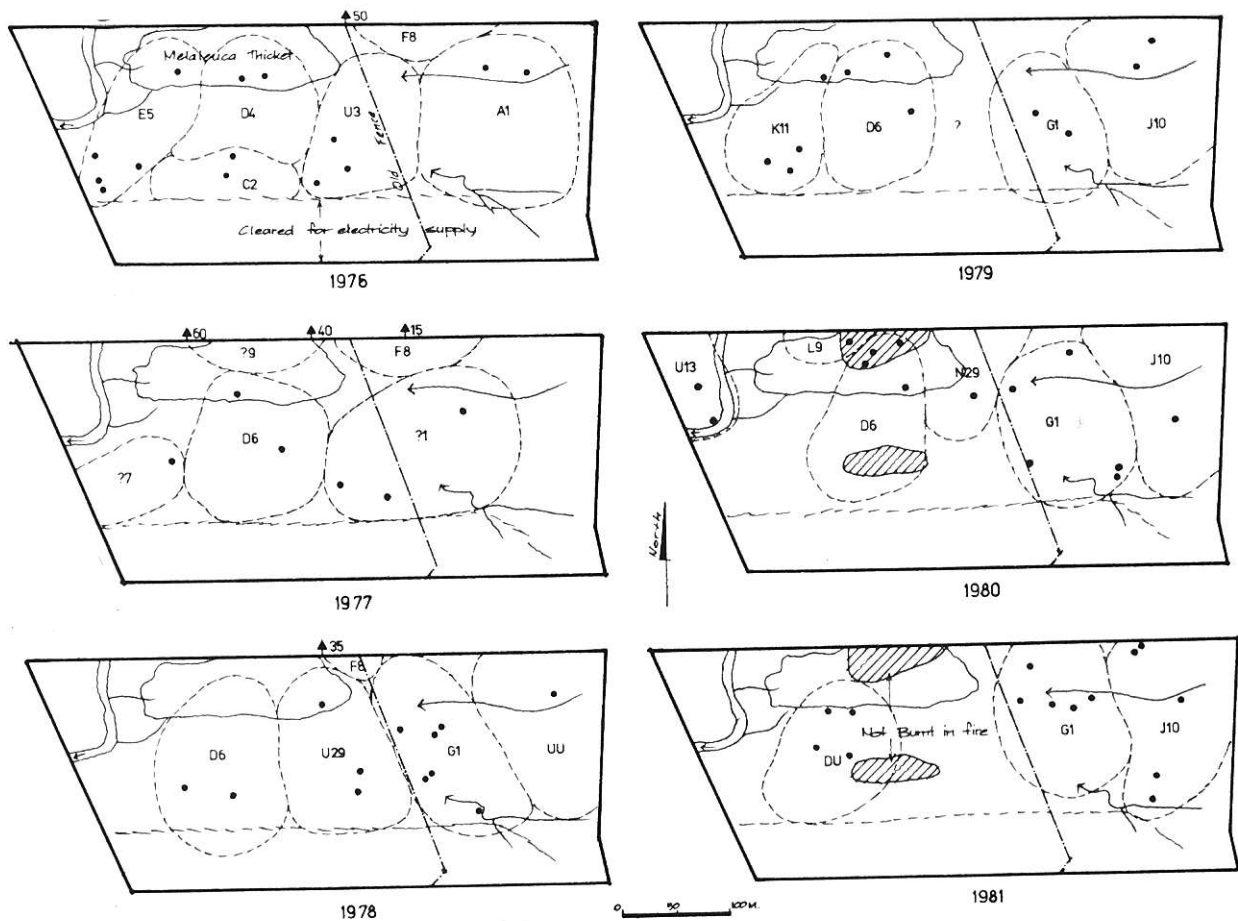 50
F8
Melaleuca Thicket
E5
D4
U3
A1
Old Fence
C2
Cleared for electricity supply
1976
K11
D6
?
G1
J10
1979
60
40
15
?9
F8
D6
?1
??
1977
U13
L9
N29
J10
D6
G1
North
1980
35
F8
D6
U29
G1
UU
1978
Not Burnt in fire
G1
J10
DU
1981
0 50 100 m.